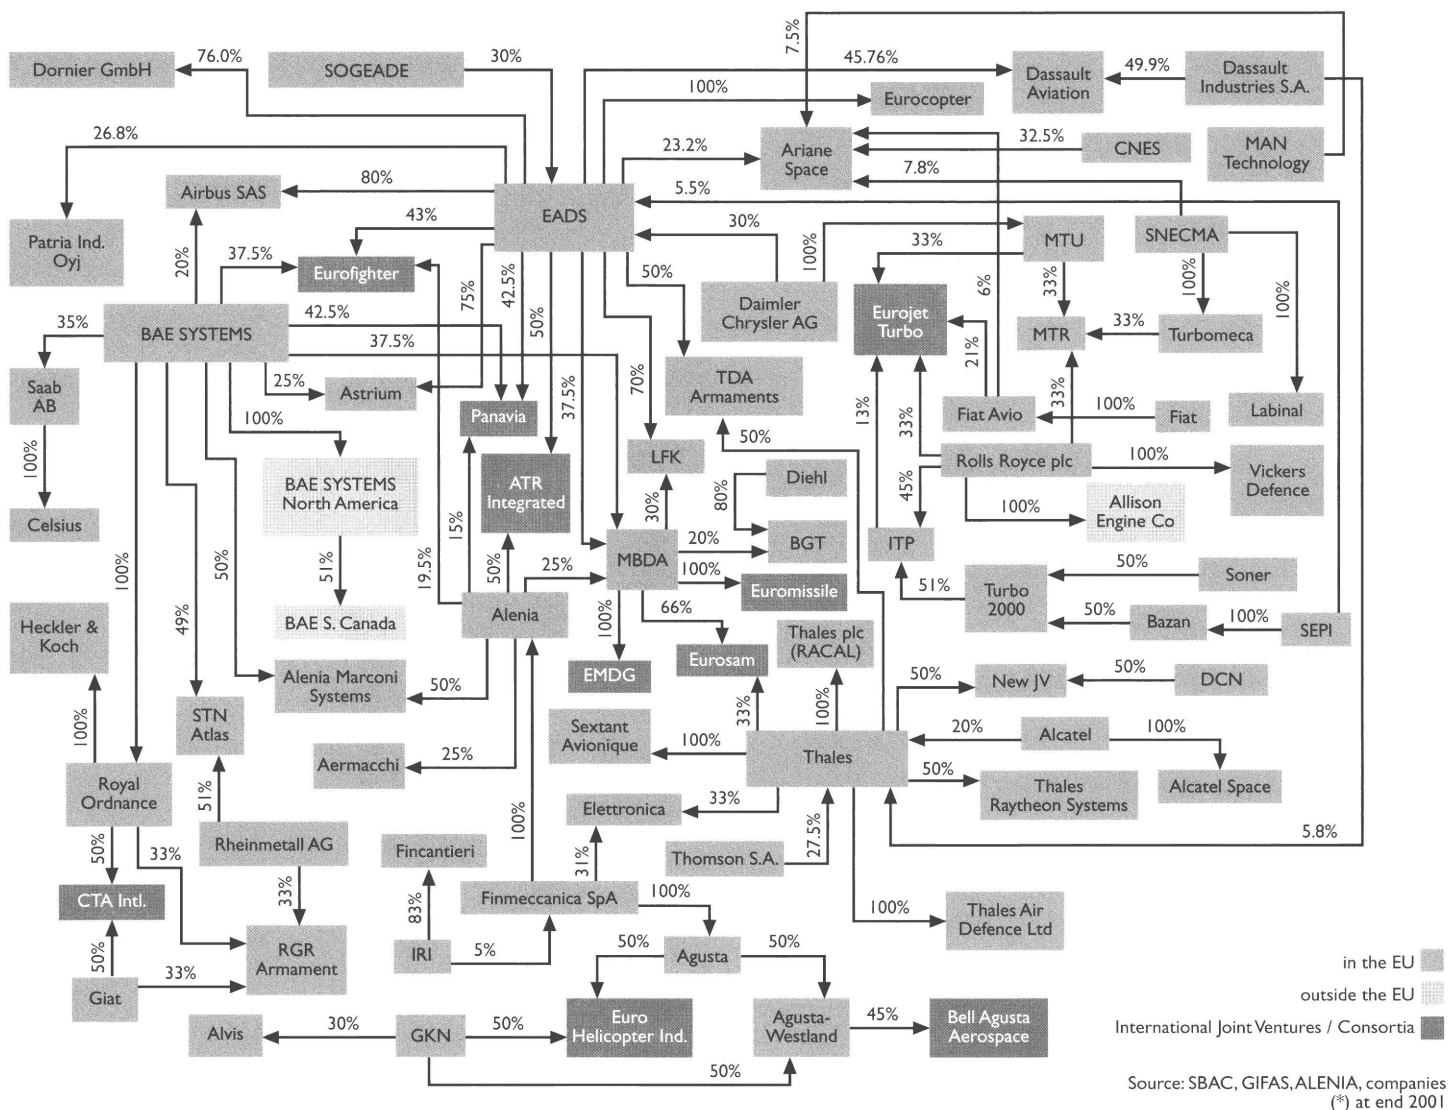 Dornier GmbH
76.0%
SOGEADE
30%
7.5%
45.76%
Dassault
Aviation
49.9%
Dassault
Industries S.A.
100%
Eurocopter
26.8%
23.2%
Ariane
Space
32.5%
CNES
MAN
Technology
7.8%
Airbus SAS
80%
5.5%
EADS
Patria Ind.
Oyj
43%
30%
100%
33%
MTU
SNECMA
20%
37.5%
Eurofighter
75%
42.5%
50%
50%
Daimler
Chrysler AG
Eurojet
Turbo
6%
33%
100%
100%
35%
BAE SYSTEMS
42.5%
37.5%
MTR
33%
Turbomeca
21%
Saab
AB
25%
Astrium
Panavia
37.5%
70%
TDA
Armaments
13%
33%
Fiat Avio
33%
100%
Fiat
Labinal
100%
100%
50%
LFK
Diehl
Rolls Royce plc
100%
Vickers
Defence
BAE SYSTEMS
North America
ATR
Integrated
80%
45%
100%
Allison
Engine Co
Celsius
15%
30%
MBDA
20%
BGT
ITP
100%
50%
51%
19.5%
50%
25%
100%
Euromissile
51%
Turbo
2000
50%
Soner
Heckler &
Koch
49%
BAE S. Canada
Alenia
100%
66%
Thales plc
(RACAL)
50%
Bazan
100%
SEPI
Alenia Marconi
Systems
50%
EMDG
Eurosam
50%
New JV
50%
DCN
100%
STN
Atlas
33%
100%
Sextant
Avionique
100%
Thales
20%
Alcatel
100%
Aermacchi
25%
Royal
Ordnance
51%
50%
Thales
Raytheon Systems
Alcatel Space
Elettronica
33%
50%
33%
Rheinmetall AG
Fincantieri
100%
31%
Thomson S.A.
27.5%
5.8%
CTA Intl.
33%
83%
Finmeccanica SpA
100%
100%
Thales Air
Defence Ltd
50%
33%
RGR
Armament
IRI
5%
50%
Agusta
50%
in the EU
Giat
outside the EU
Alvis
30%
GKN
50%
Euro
Helicopter Ind.
Agusta-
Westland
45%
Bell Agusta
Aerospace
International Joint Ventures / Consortia
50%
Source: SBAC, GIFAS, ALENIA, companies
(*) at end 2001